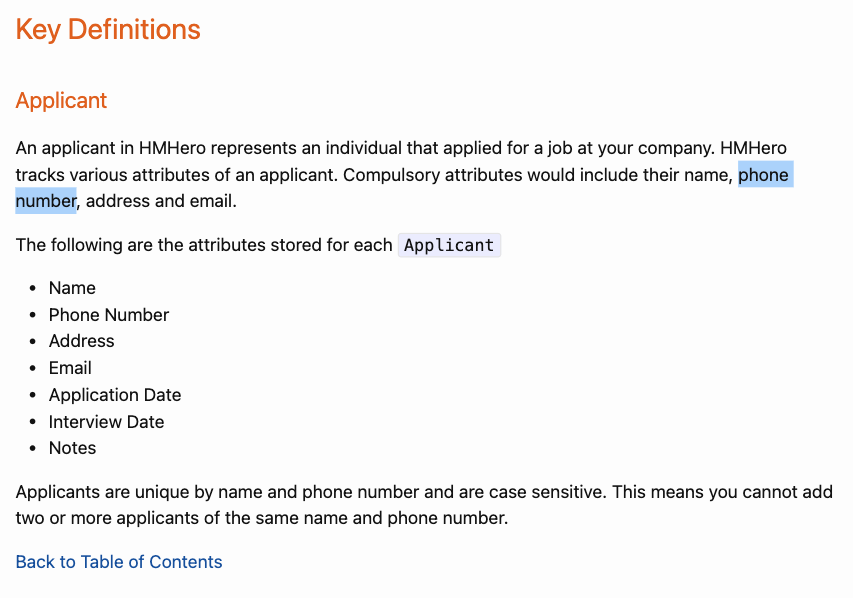 Key Definitions
Applicant
An applicant in HMHero represents an individual that applied for a job at your company. HMHero
tracks various attributes of an applicant. Compulsory attributes would include their name, phone
number, address and email.
The following are the attributes stored for each Applicant
• Name
• Phone Number
• Address
• Email
• Application Date
• Interview Date
• Notes
Applicants are unique by name and phone number and are case sensitive. This means you cannot add
two or more applicants of the same name and phone number.
Back to Table of Contents